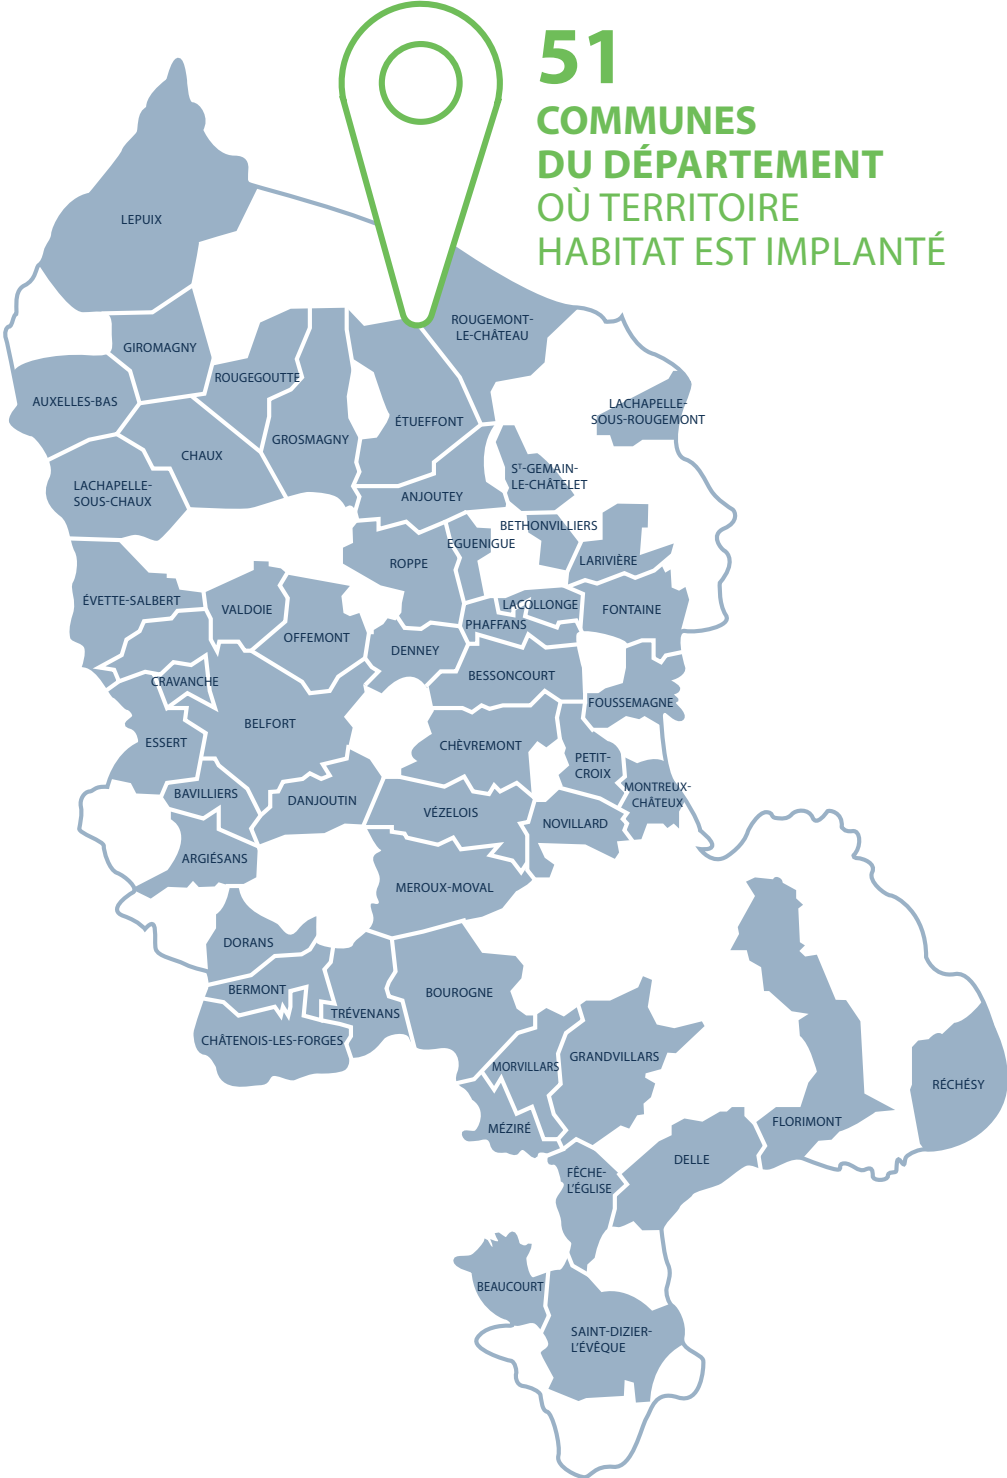 51
COMMUNES
DU DÉPARTEMENT
OÙ TERRITOIRE
HABITAT EST IMPLANTÉ
LEPUIX
ROUGEMONT-
LE-CHÂTEAU
GIROMAGNY
ROUGEGOUTTE
AUXELLES-BAS
LACHAPELLE-
SOUS-ROUGEMONT
ÉTUEFFONT
GROSMAGNY
CHAUX
LACHAPELLE-
SOUS-CHAUX
Sᵀ-GEMAIN-
LE-CHÂTELET
ANJOUTEY
BETHONVILLIERS
EGUENIGUE
ROPPE
LARIVIÈRE
ÉVETTE-SALBERT
VALDOIE
LACOLLONGE
FONTAINE
PHAFFANS
OFFEMONT
DENNEY
BESSONCOURT
CRAVANCHE
FOUSSEMAGNE
BELFORT
ESSERT
CHÈVREMONT
PETIT-
CROIX
MONTREUX-
CHÂTEUX
BAVILLIERS
DANJOUTIN
VÉZELOIS
NOVILLARD
ARGIÉSANS
MEROUX-MOVAL
DORANS
BERMONT
BOUROGNE
TRÉVENANS
CHÂTENOIS-LES-FORGES
MORVILLARS
GRANDVILLARS
RÉCHÉSY
MÉZIRÉ
FLORIMONT
DELLE
FÊCHE-
L'ÉGLISE
BEAUCOURT
SAINT-DIZIER-
L'ÉVÊQUE